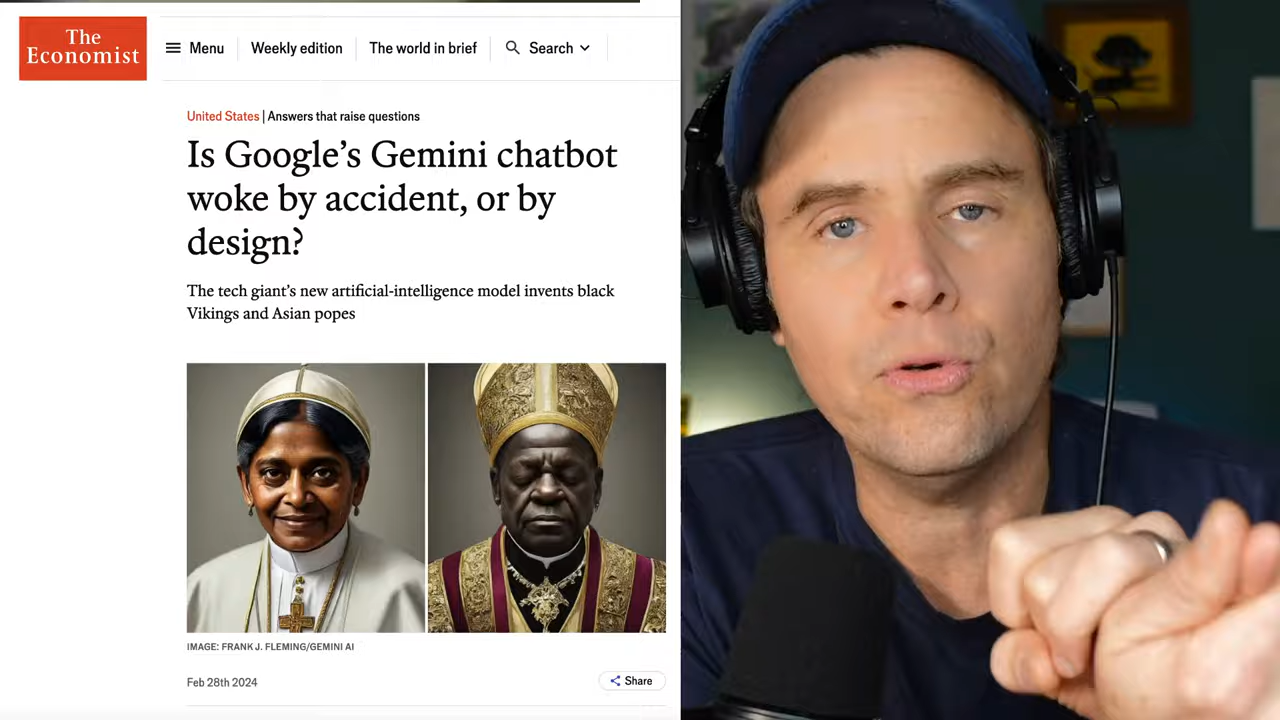 The
Economist
Menu
Weekly edition
The world in brief
Search
United States | Answers that raise questions
Is Google’s Gemini chatbot
woke by accident, or by
design?
The tech giant’s new artificial-intelligence model invents black
Vikings and Asian popes
IMAGE: FRANK J. FLEMING/GEMINI AI
Feb 28th 2024
Share